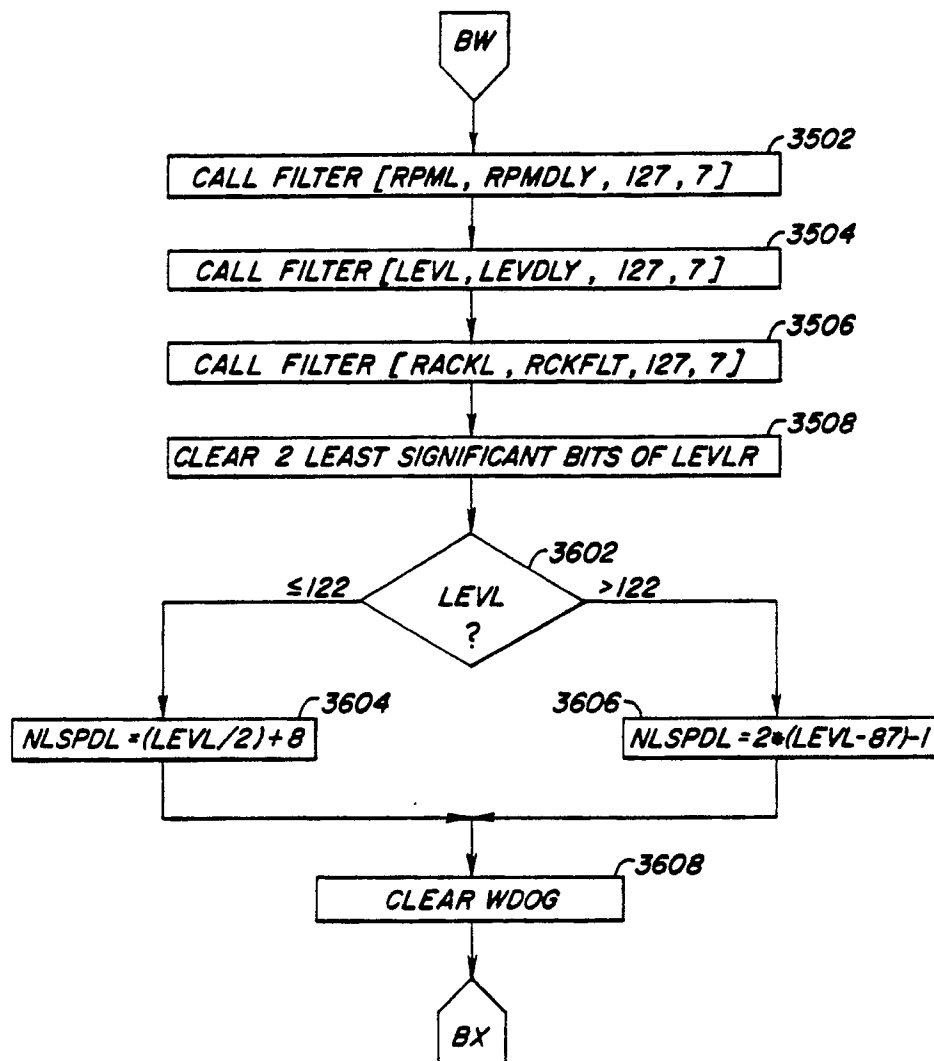 BW
3502
CALL FILTER [RPML, RPMDLY, 127, 7]
3504
CALL FILTER [LEVL, LEVDLY, 127, 7]
3506
CALL FILTER [RACKL, RCKFLT, 127, 7]
3508
CLEAR 2 LEAST SIGNIFICANT BITS OF LEVLR
3602
≤122
LEVL
?
>122
3604
NLSPDL=(LEVL/2)+8
3606
NLSPDL=2*(LEVL-87)-1
3608
CLEAR WDOG
BX